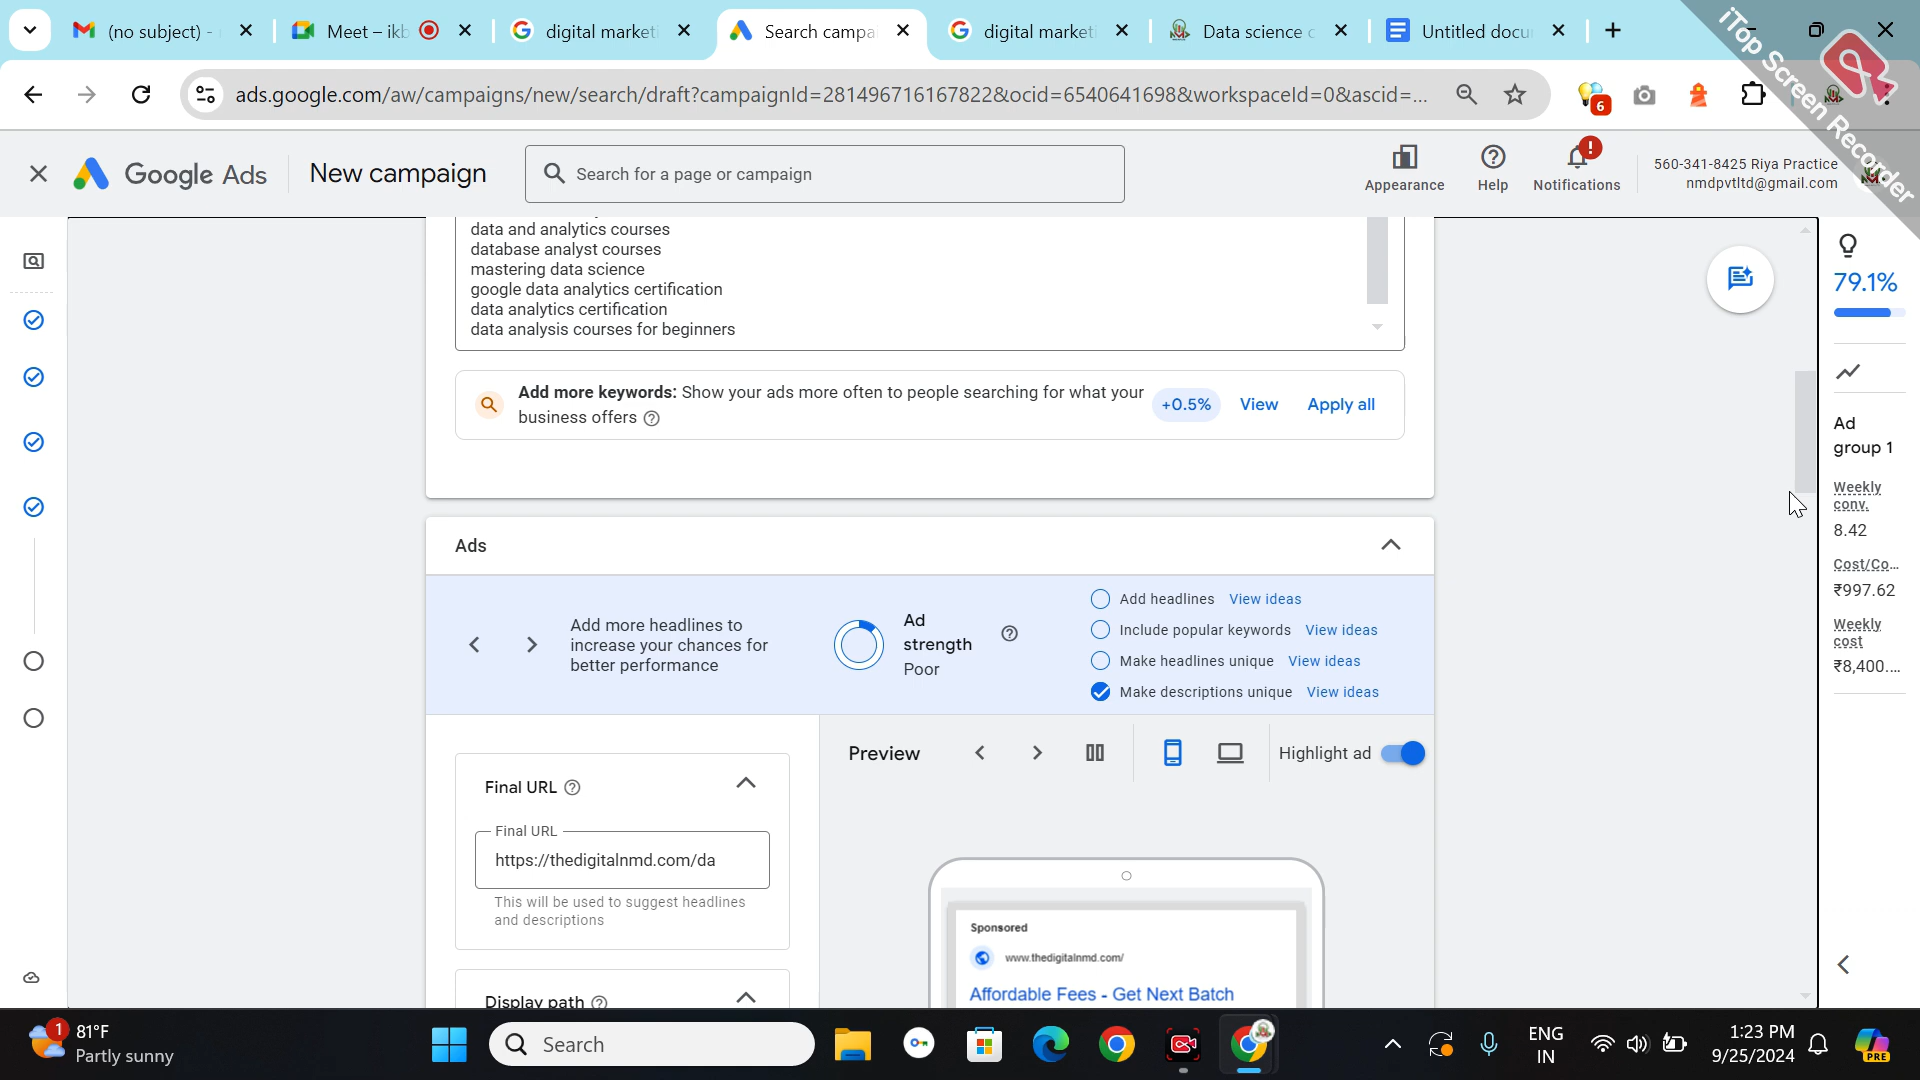 (no subject) -
Meet – ikb
digital marketi
Search campa
digital marketi
Data science c
Untitled docu
iTop Screen Recorder
ads.google.com/aw/campaigns/new/search/draft?campaignId=281496716167822&ocid=6540641698&workspaceId=0&ascid=...
6
Google Ads
New campaign
Search for a page or campaign
Appearance
Help
Notifications
560-341-8425 Riya Practice
nmdpvtltd@gmail.com
data and analytics courses
database analyst courses
mastering data science
google data analytics certification
data analytics certification
data analysis courses for beginners
Add more keywords: Show your ads more often to people searching for what your
business offers
+0.5%
View
Apply all
79.1%
Ad
group 1
Weekly
conv.
8.42
Cost/Co...
₹997.62
Weekly
cost
₹8,400....
Ads
Add more headlines to
increase your chances for
better performance
Ad
strength
Poor
Add headlines View ideas
Include popular keywords View ideas
Make headlines unique View ideas
Make descriptions unique View ideas
Final URL
Final URL
https://thedigitalnmd.com/da
This will be used to suggest headlines
and descriptions
Display path
Preview
Highlight ad
Sponsored
www.thedigitalnmd.com/
Affordable Fees - Get Next Batch
1
81°F
Partly sunny
Search
ENG
IN
1:23 PM
9/25/2024
PRE